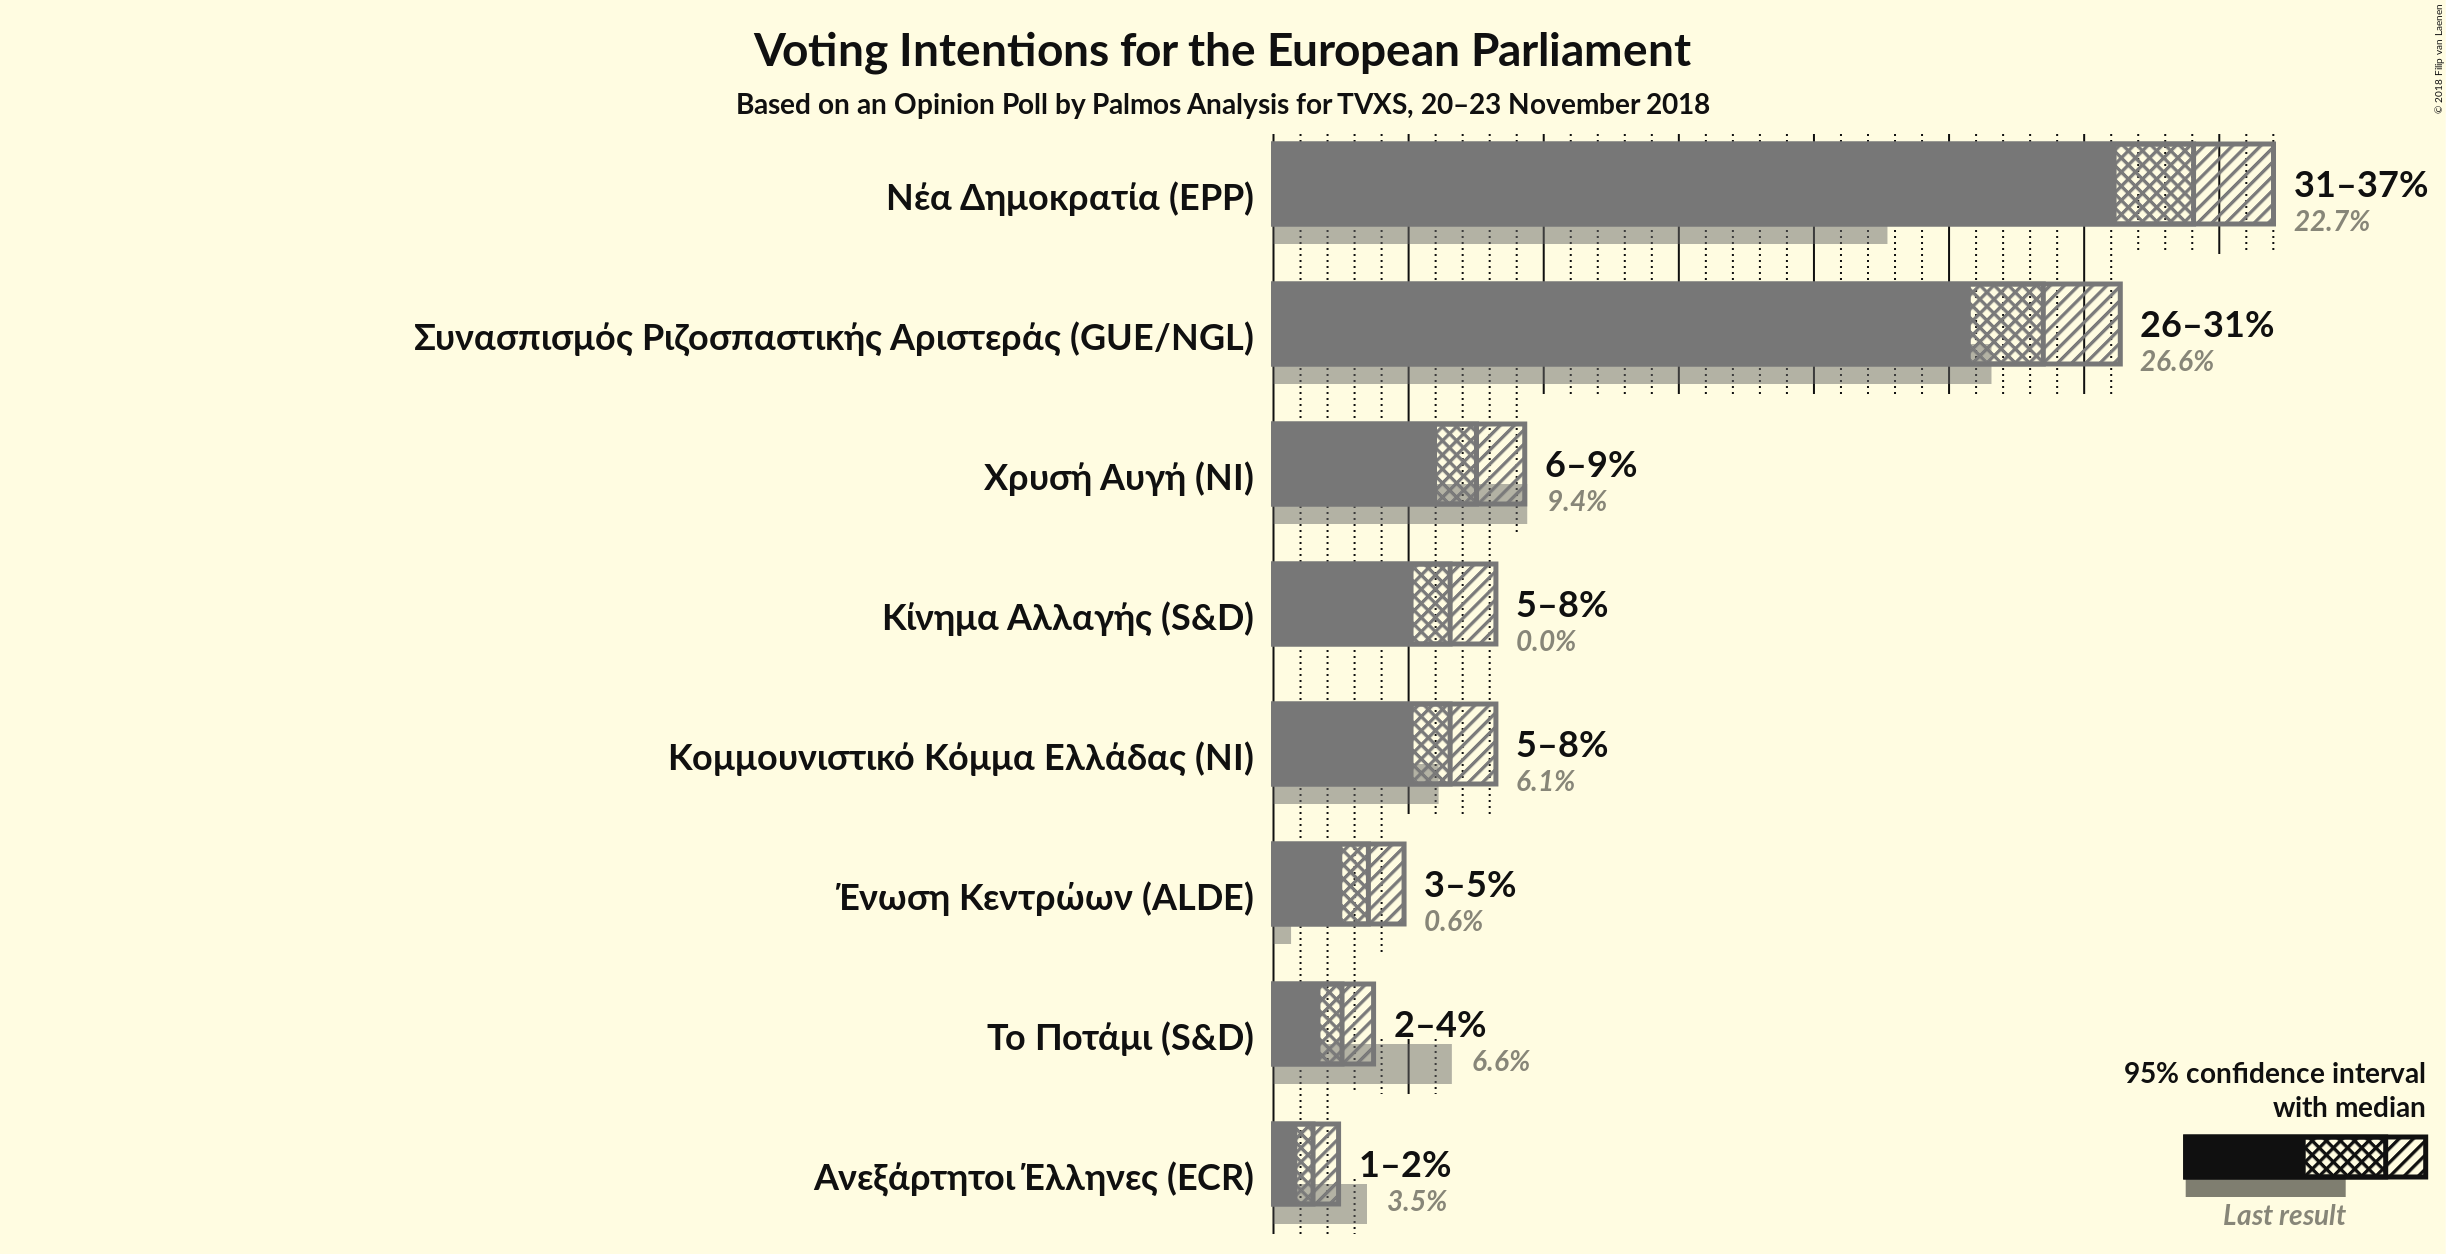 Voting Intentions for the European Parliament
Based on an Opinion Poll by Palmos Analysis for TVXS, 20–23 November 2018
© 2018 Filip van Laenen
Νέα Δημοκρατία (EPP)
31–37%
22.7%
Συνασπισμός Ριζοσπαστικής Αριστεράς (GUE/NGL)
26–31%
26.6%
Χρυσή Αυγή (NI)
6–9%
9.4%
Κίνημα Αλλαγής (S&D)
5–8%
0.0%
Κομμουνιστικό Κόμμα Ελλάδας (NI)
5–8%
6.1%
Ένωση Κεντρώων (ALDE)
3–5%
0.6%
Το Ποτάμι (S&D)
2–4%
6.6%
Ανεξάρτητοι Έλληνες (ECR)
1–2%
3.5%
95% confidence interval
with median
Last result